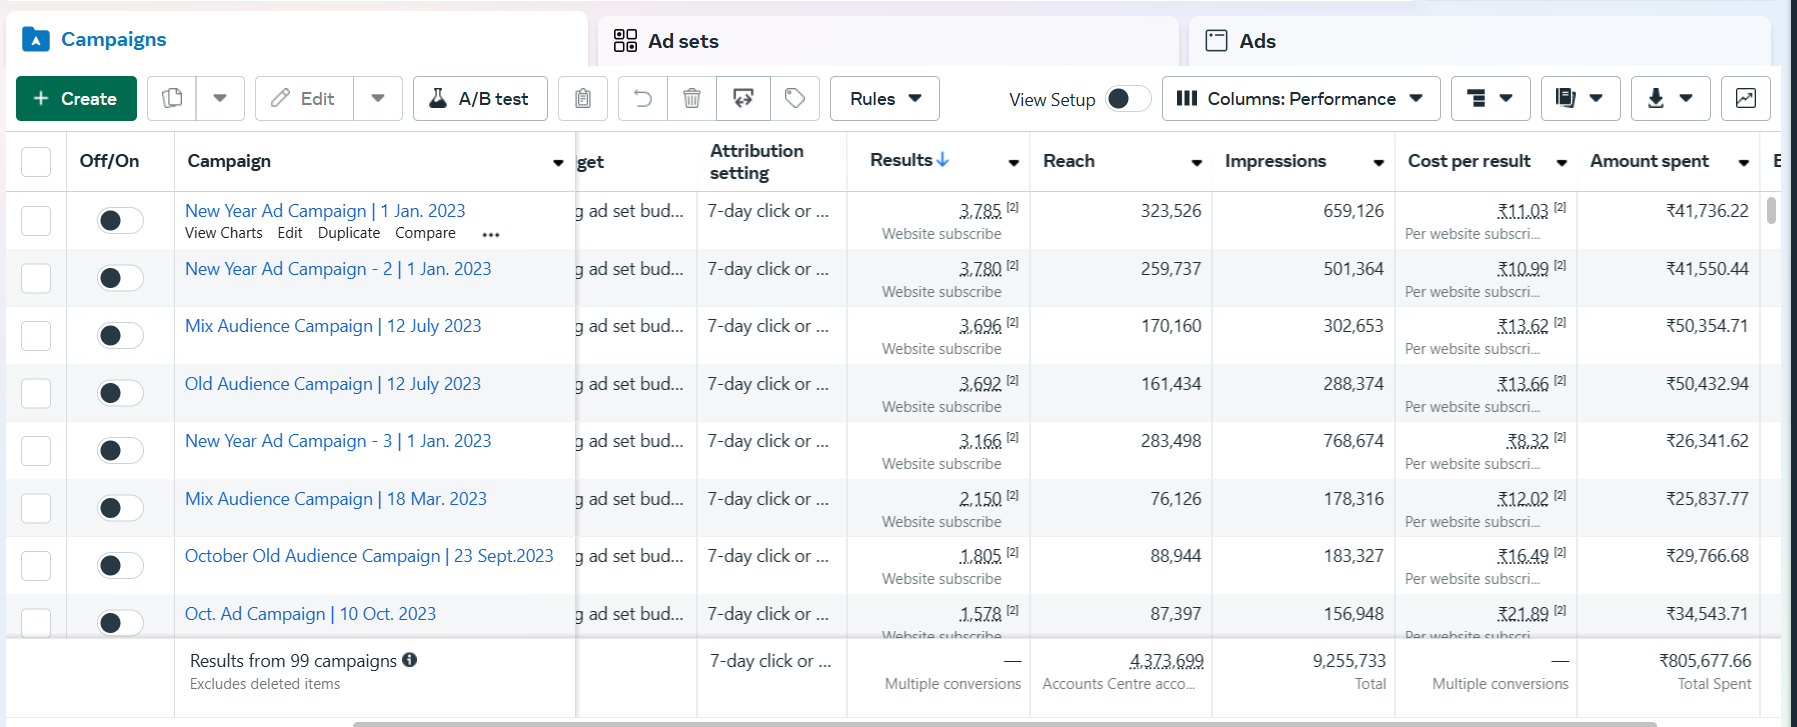 Campaigns
Ad sets
Ads
+ Create
Edit
A/B test
Rules
View Setup
Columns: Performance
Off/On Campaign get Attribution setting Results Reach Impressions Cost per result Amount spent
New Year Ad Campaign | 1 Jan. 2023 g ad set bud... 7-day click or ... 3,785 [2] 323,526 659,126 ₹11.03 [2] ₹41,736.22
View Charts Edit Duplicate Compare ... Website subscribe Per website subscri...
New Year Ad Campaign - 2 | 1 Jan. 2023 g ad set bud... 7-day click or ... 3,780 [2] 259,737 501,364 ₹10.99 [2] ₹41,550.44
Website subscribe Per website subscri...
Mix Audience Campaign | 12 July 2023 g ad set bud... 7-day click or ... 3,696 [2] 170,160 302,653 ₹13.62 [2] ₹50,354.71
Website subscribe Per website subscri...
Old Audience Campaign | 12 July 2023 g ad set bud... 7-day click or ... 3,692 [2] 161,434 288,374 ₹13.66 [2] ₹50,432.94
Website subscribe Per website subscri...
New Year Ad Campaign - 3 | 1 Jan. 2023 g ad set bud... 7-day click or ... 3,166 [2] 283,498 768,674 ₹8.32 [2] ₹26,341.62
Website subscribe Per website subscri...
Mix Audience Campaign | 18 Mar. 2023 g ad set bud... 7-day click or ... 2,150 [2] 76,126 178,316 ₹12.02 [2] ₹25,837.77
Website subscribe Per website subscri...
October Old Audience Campaign | 23 Sept.2023 g ad set bud... 7-day click or ... 1,805 [2] 88,944 183,327 ₹16.49 [2] ₹29,766.68
Website subscribe Per website subscri...
Oct. Ad Campaign | 10 Oct. 2023 g ad set bud... 7-day click or ... 1,578 [2] 87,397 156,948 ₹21.89 [2] ₹34,543.71
Website subscribe Per website subscri
Results from 99 campaigns 7-day click or ... — 4,373,699 9,255,733 — ₹805,677.66
Excludes deleted items Multiple conversions Accounts Centre acco... Total Multiple conversions Total Spent